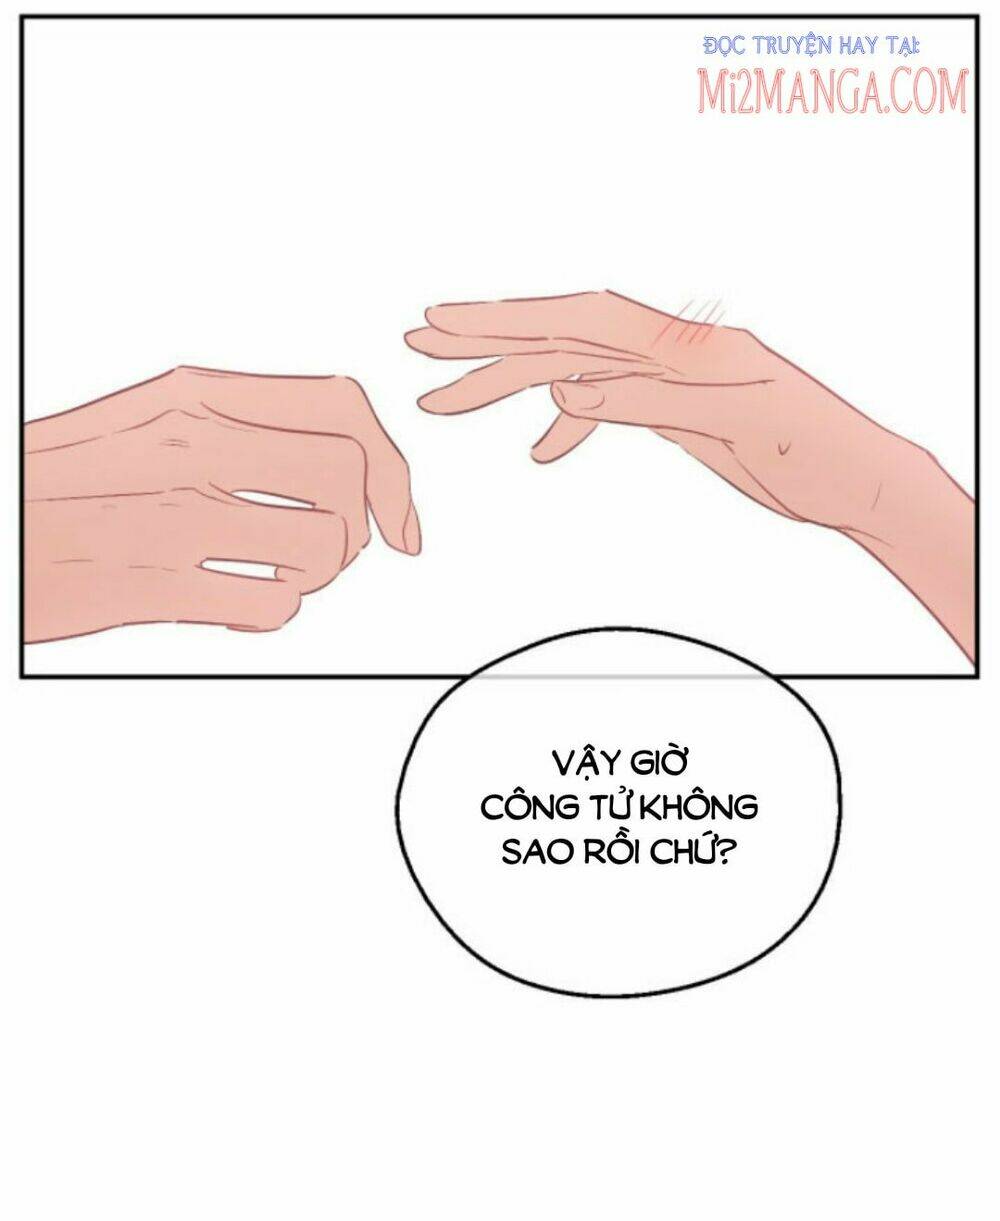 ĐỌC TRUYỆN HAY TẠI:
MI2MANGA.COM
VẬY GIỜ
CÔNG TỬ KHÔNG
SAO RỒI CHỨ?